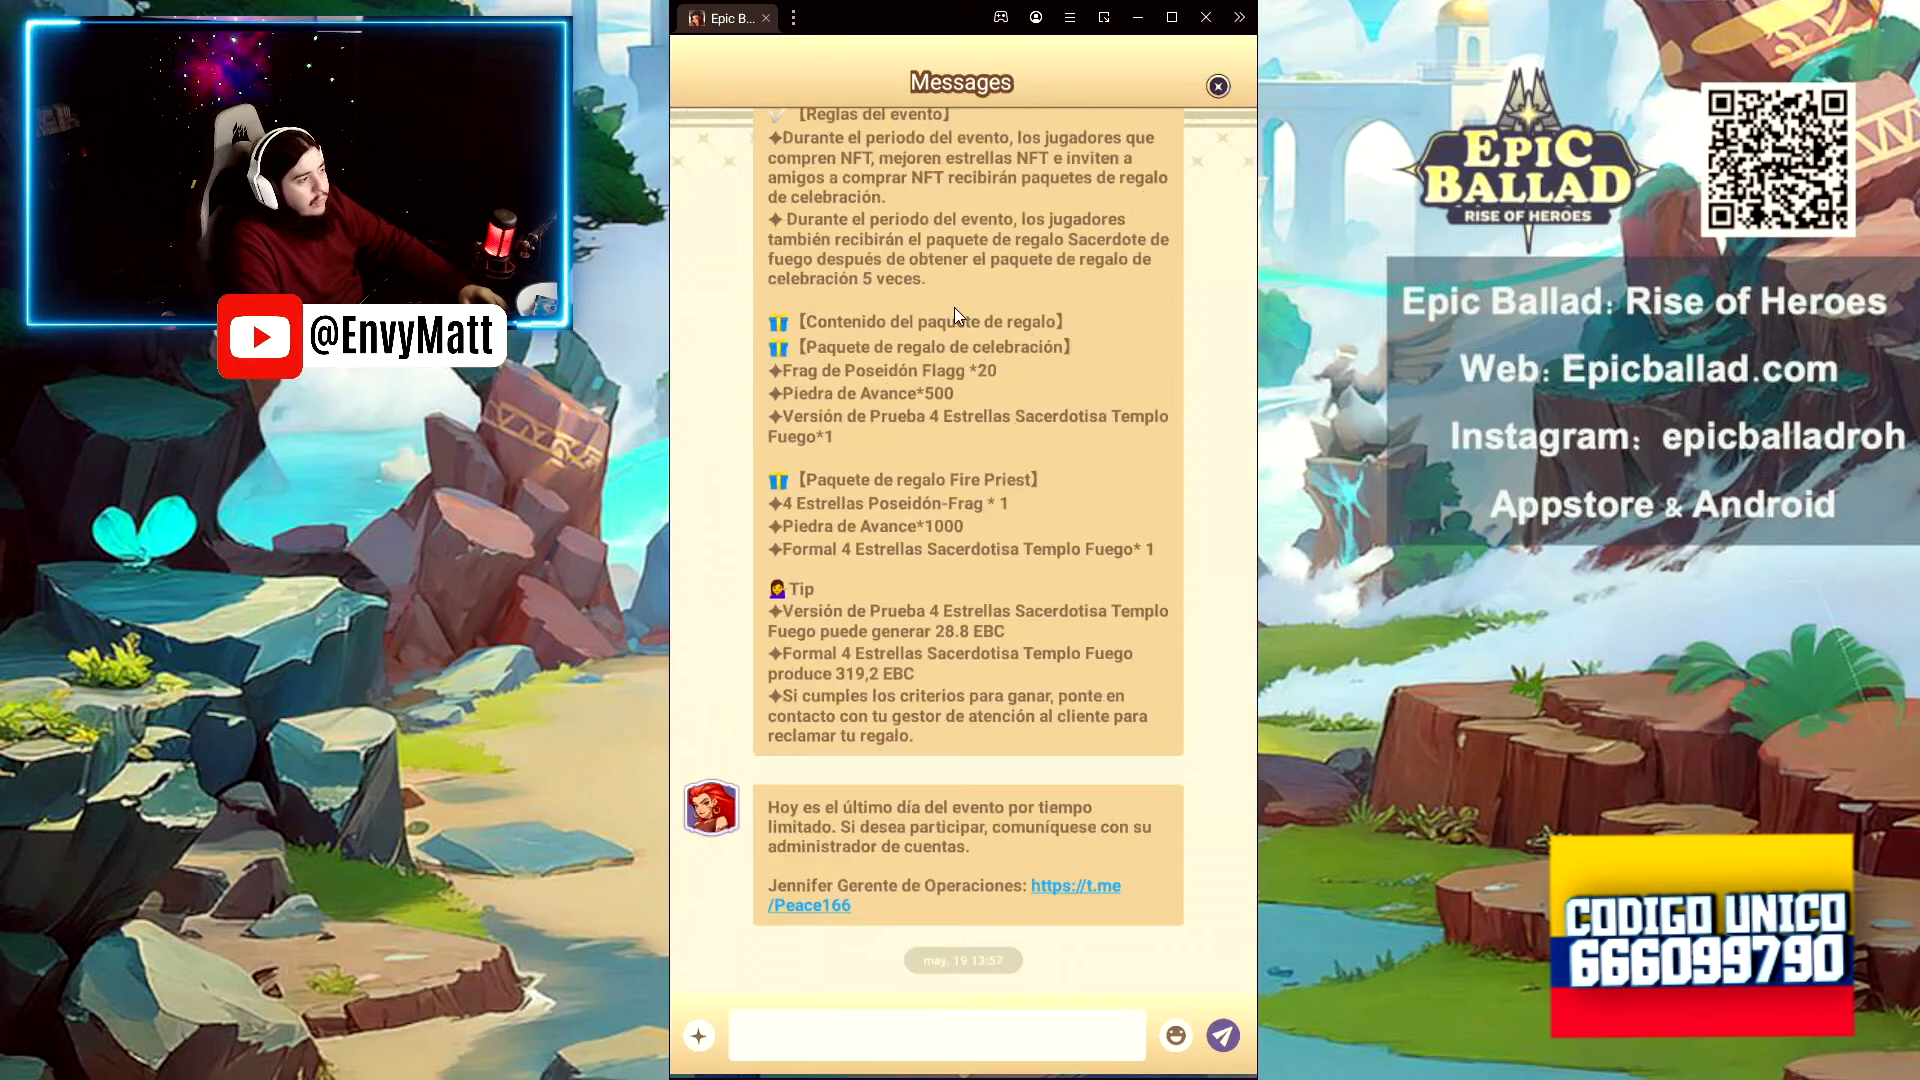 Epic B...
Messages
【Reglas del evento】
✦Durante el periodo del evento, los jugadores que
compren NFT, mejoren estrellas NFT e inviten a
amigos a comprar NFT recibirán paquetes de regalo
de celebración.
✦ Durante el periodo del evento, los jugadores
también recibirán el paquete de regalo Sacerdote de
fuego después de obtener el paquete de regalo de
celebración 5 veces.
【Contenido del paquete de regalo】
【Paquete de regalo de celebración】
✦Frag de Poseidón Flagg *20
✦Piedra de Avance*500
✦Versión de Prueba 4 Estrellas Sacerdotisa Templo
Fuego*1
【Paquete de regalo Fire Priest】
✦4 Estrellas Poseidón-Frag * 1
✦Piedra de Avance*1000
✦Formal 4 Estrellas Sacerdotisa Templo Fuego* 1
Tip
✦Versión de Prueba 4 Estrellas Sacerdotisa Templo
Fuego puede generar 28.8 EBC
✦Formal 4 Estrellas Sacerdotisa Templo Fuego
produce 319,2 EBC
✦Si cumples los criterios para ganar, ponte en
contacto con tu gestor de atención al cliente para
reclamar tu regalo.
Hoy es el último día del evento por tiempo
limitado. Si desea participar, comuníquese con su
administrador de cuentas.
Jennifer Gerente de Operaciones: https://t.me
/Peace166
may. 19 13:57
@EnvyMatt
EPIC
BALLAD
RISE OF HEROES
Epic Ballad: Rise of Heroes
Web: Epicballad.com
Instagram: epicballadroh
Appstore & Android
CODIGO UNICO
666099790